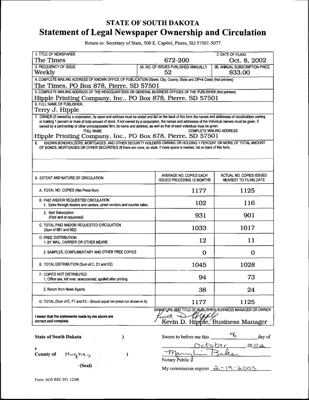 STATE OF SOUTH DAKOTA
Statement of Legal Newspaper Ownership and Circulation
Return to: Secretary of State, 500 E. Capitol, Pierre, SD 57501-5077
1. TITLE OF NEWSPAPER
The Times 672-200
2. DATE OF FILING
Oct. 8, 2002
3. FREQUENCY OF ISSUE
Weekly
3A. NO. OF ISSUES PUBLISHED ANNUALLY
52
3B. ANNUAL SUBSCRIPTION PRICE
$33.00
4. COMPLETE MAILING ADDRESS OF KNOWN OFFICE OF PUBLICATION (Street, City, County, State and ZIP+4 Code) (Not printers)
The Times, PO Box 878, Pierre, SD 57501
5. COMPLETE MAILING ADDRESS OF THE HEADQUARTERS OR GENERAL BUSINESS OFFICES OF THE PUBLISHER (Not printers)
Hipple Printing Company, Inc., PO Box 878, Pierre, SD 57501
6. FULL NAME OF PUBLISHER:
Terry J. Hipple
7. OWNER (If owned by a corporation, its name and address must be stated and also on the back of this form the names and addresses of stockholders owning
or holding 1 percent or more of total amount of stock. If not owned by a corporation, the names and addresses of the individual owners must be given. If
owned by a partnership or other unincorporated firm, its name and address, as well as that of each individual must be given.
FULL NAME COMPLETE MAILING ADDRESS
Hipple Printing Company, Inc., PO Box 878, Pierre, SD 57501
8. KNOWN BONDHOLDERS, MORTGAGES, AND OTHER SECURITY HOLDERS OWNING OR HOLDING 1 PERCENT OR MORE OF TOTAL AMOUNT
OF BONDS, MORTGAGES OR OTHER SECURITIES (If there are none, so state. If more space is needed, list on back of this form.
9. EXTENT AND NATURE OF CIRCULATION
AVERAGE NO. COPIES EACH ISSUED PRECEDING 12 MONTHS
ACTUAL NO. COPIES ISSUED NEAREST TO FILING DATE
A. TOTAL NO. COPIES (Net Press Run) 1177 1125
B. PAID AND/OR REQUESTED CIRCULATION
1. Sales through dealers and carriers, street vendors and counter sales. 102 116
2. Mail Subscription
(Paid and or requested) 931 901
C. TOTAL PAID AND/OR REQUESTED CIRCULATION
(Sum of 9B1 and 9B2) 1033 1017
D. FREE DISTRIBUTION
1. BY MAIL, CARRIER OR OTHER MEANS 12 11
2. SAMPLES, COMPLIMENTARY AND OTHER FREE COPIES 0 0
E. TOTAL DISTRIBUTION (Sum of C, D1 and D2) 1045 1028
F. COPIES NOT DISTRIBUTED
1. Office use, left over, unaccounted, spoiled after printing 94 73
2. Return from News Agents 38 24
G. TOTAL (Sum of E, F1 and F2 - Should equal net press run shown in A) 1177 1125
I swear that the statements made by me above are
correct and complete.
SIGNATURE AND TITLE OF PUBLISHER, BUSINESS MANAGER OR OWNER
Kevin D. Hipple, Business Manager
State of South Dakota )
County of Hughes )
(Seal)
Sworn to before me this 8 day of
October, 2002
Marilyn Baker
Notary Public
My commission expires 2-19-2003
Form: SOS REC 051 12/98